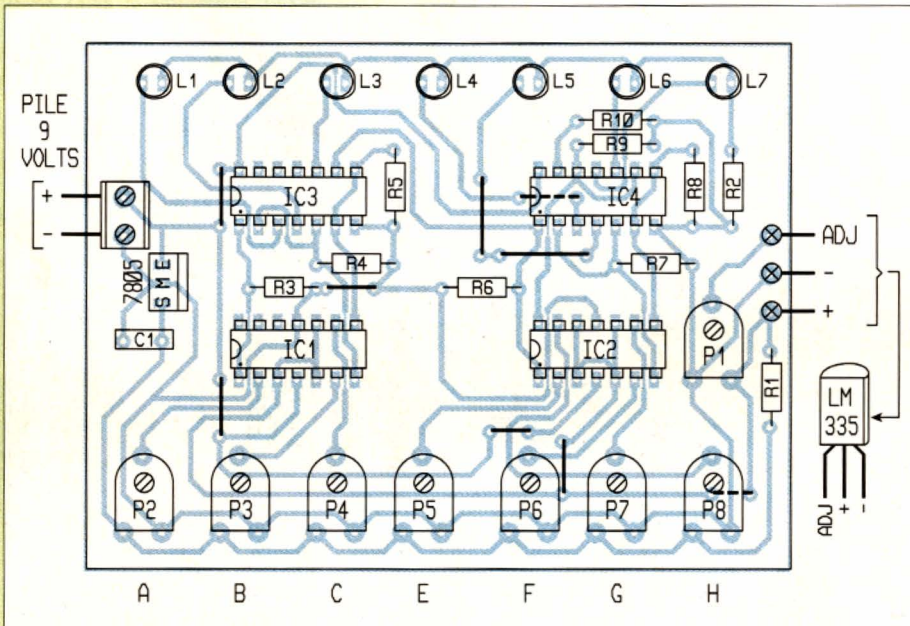 L1 L2 L3 L4 L5 L6 L7
PILE
9
VOLTS
+
-
R10
R9
IC3
R5
IC4
R8
R2
ADJ
-
+
7805
S M E
R4
R7
R3
R6
C1
IC1
IC2
P1
R1
LM
335
P2 P3 P4 P5 P6 P7 P8
ADJ
+
-
A B C E F G H